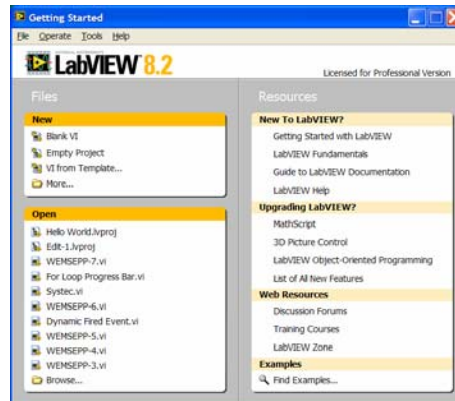 Getting Started
File Operate Tools Help
NATIONAL INSTRUMENTS
LabVIEW 8.2
Licensed for Professional Version
Files
New
Blank VI
Empty Project
VI from Template...
More...
Open
Hello World.lvproj
Edit-1.lvproj
WEMSEPP-7.vi
For Loop Progress Bar.vi
Systec.vi
WEMSEPP-6.vi
Dynamic Fired Event.vi
WEMSEPP-5.vi
WEMSEPP-4.vi
WEMSEPP-3.vi
Browse...
Resources
New To LabVIEW?
Getting Started with LabVIEW
LabVIEW Fundamentals
Guide to LabVIEW Documentation
LabVIEW Help
Upgrading LabVIEW?
MathScript
3D Picture Control
LabVIEW Object-Oriented Programming
List of All New Features
Web Resources
Discussion Forums
Training Courses
LabVIEW Zone
Examples
Find Examples...